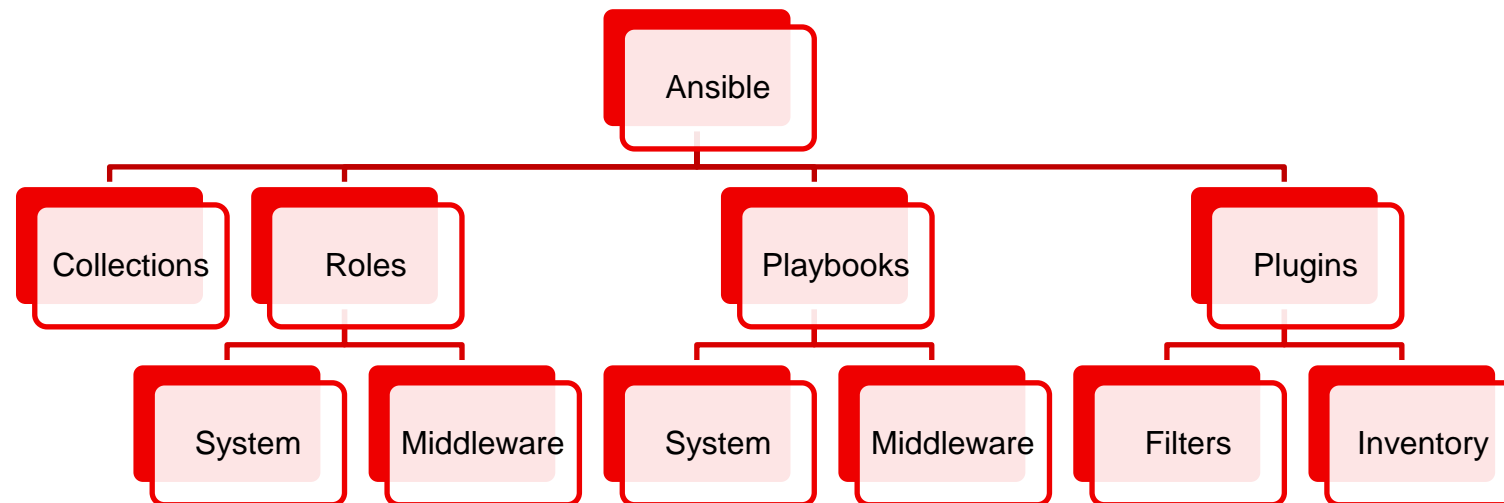 Ansible
Collections
Roles
Playbooks
Plugins
System
Middleware
System
Middleware
Filters
Inventory